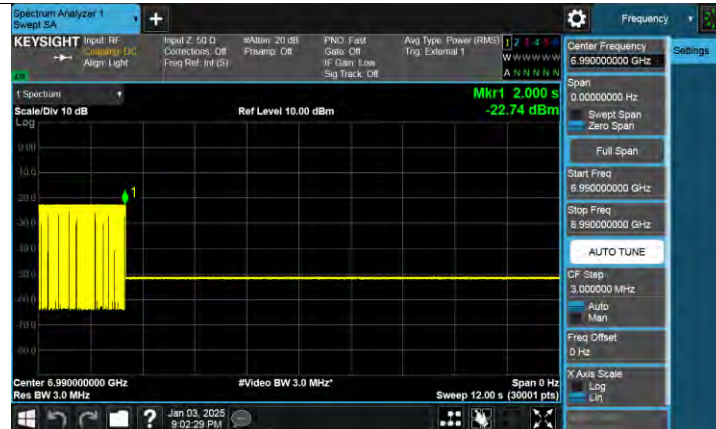 Spectrum Analyzer 1
Swept SA
+
Frequency
KEYSIGHT
Input: RF
Coupling: DC
Align: Light
Input Z: 50 Ω
Corrections: Off
Freq Ref: Int (S)
#Atten: 20 dB
Preamp: Off
PNO: Fast
Gate: Off
IF Gain: Low
Sig Track: Off
Avg Type: Power (RMS)
Trig: External 1
1 2 3 4 5 6
W W W W W W
A N N N N N
1 Spectrum
Scale/Div 10 dB
Ref Level 10.00 dBm
Mkr1 2.000 s
-22.74 dBm
Log
0.00
-10.0
-20.0
-30.0
-40.0
-50.0
-60.0
-70.0
-80.0
1
Center 6.990000000 GHz
Res BW 3.0 MHz
#Video BW 3.0 MHz*
Span 0 Hz
Sweep 12.00 s (30001 pts)
?
Jan 03, 2025
9:02:29 PM
Center Frequency
6.990000000 GHz
Settings
Span
0.00000000 Hz
Swept Span
Zero Span
Full Span
Start Freq
6.990000000 GHz
Stop Freq
6.990000000 GHz
AUTO TUNE
CF Step
3.000000 MHz
Auto
Man
Freq Offset
0 Hz
X Axis Scale
Log
Lin